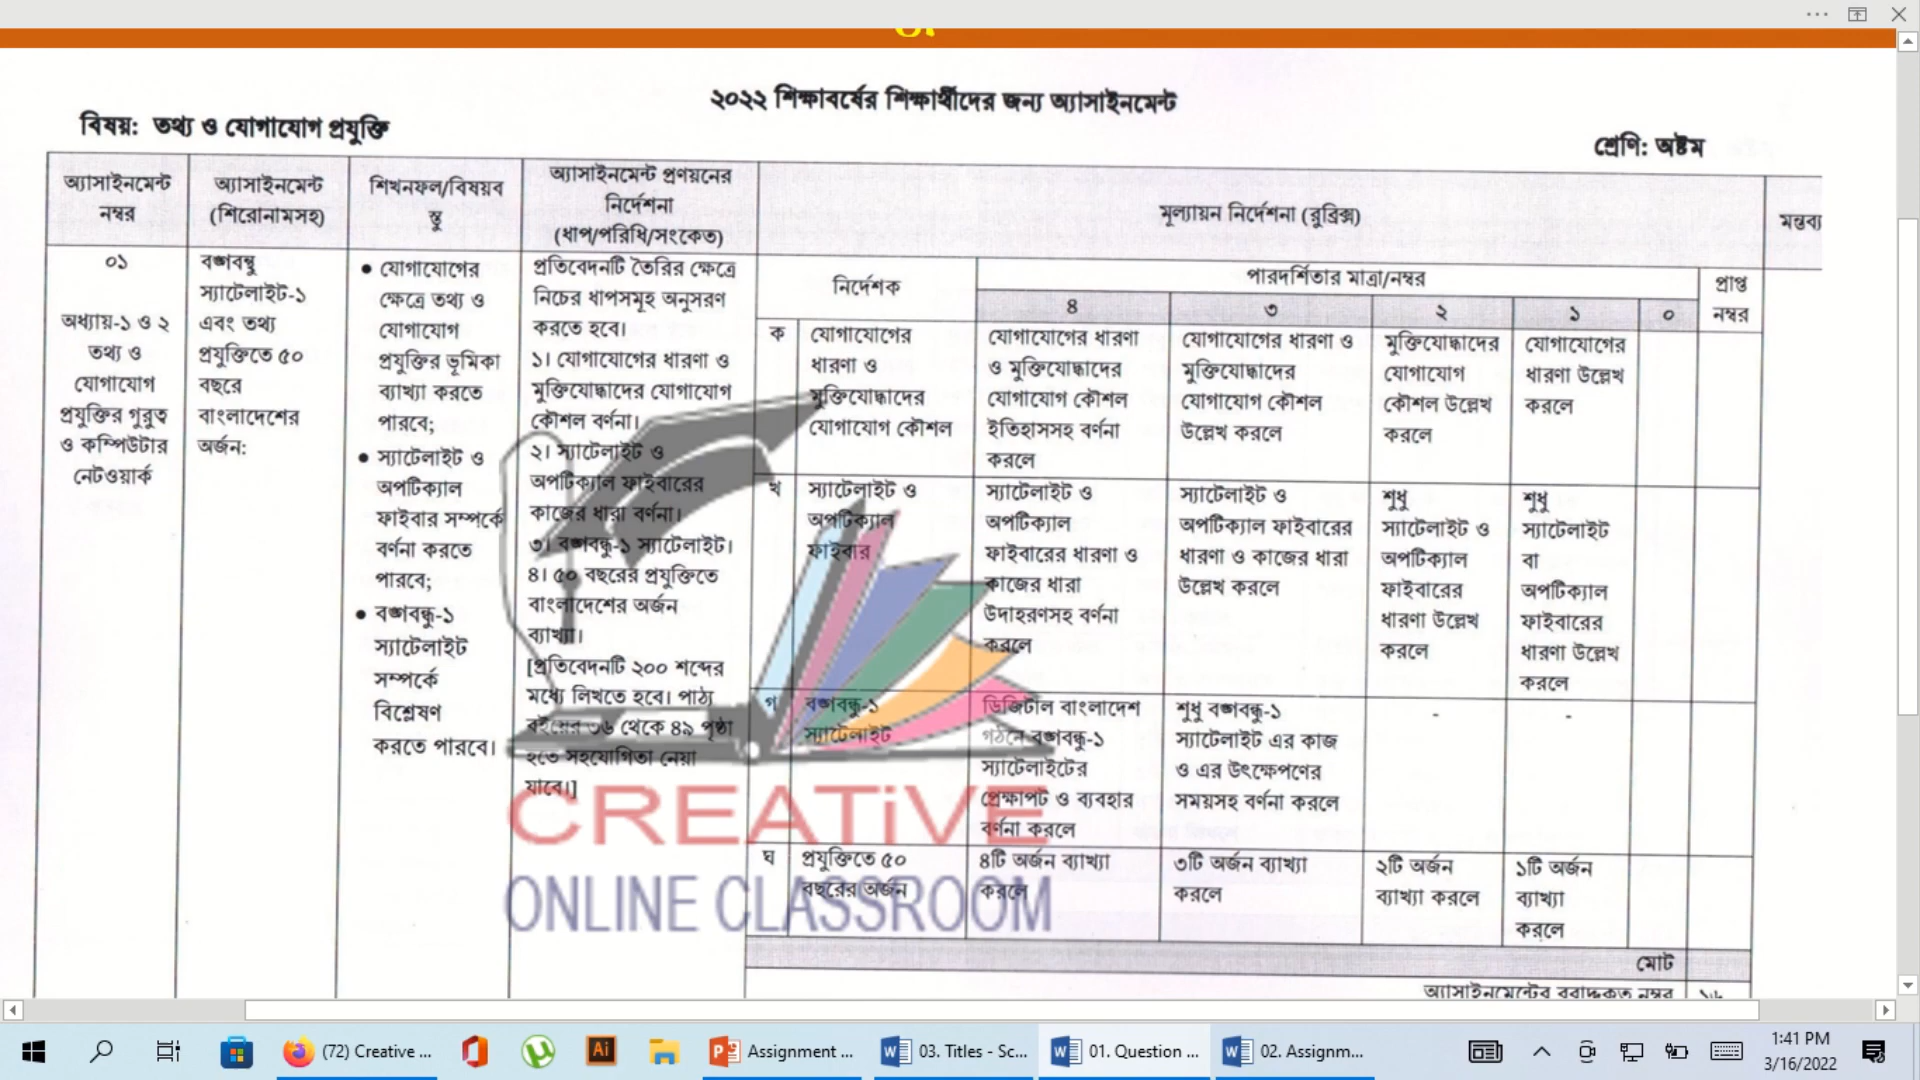 ২০২২ শিক্ষাবর্ষের শিক্ষার্থীদের জন্য অ্যাসাইনমেন্ট
বিষয়: তথ্য ও যোগাযোগ প্রযুক্তি
শ্রেণি: অষ্টম
অ্যাসাইনমেন্ট
নম্বর
অ্যাসাইনমেন্ট
(শিরোনামসহ)
শিখনফল/বিষয়ব
স্তু
অ্যাসাইনমেন্ট প্রণয়নের
নির্দেশনা
(ধাপ/পরিধি/সংকেত)
মূল্যায়ন নির্দেশনা (রুব্রিক্স)
মন্তব্য
০১
অধ্যায়-১ ও ২
তথ্য ও
যোগাযোগ
প্রযুক্তির গুরুত্ব
ও কম্পিউটার
নেটওয়ার্ক
বঙ্গবন্ধু
স্যাটেলাইট-১
এবং তথ্য
প্রযুক্তিতে ৫০
বছরে
বাংলাদেশের
অর্জন:
• যোগাযোগের
ক্ষেত্রে তথ্য ও
যোগাযোগ
প্রযুক্তির ভূমিকা
ব্যাখ্যা করতে
পারবে;
• স্যাটেলাইট ও
অপটিক্যাল
ফাইবার সম্পর্কে
বর্ণনা করতে
পারবে;
• বঙ্গবন্ধু-১
স্যাটেলাইট
সম্পর্কে
বিশ্লেষণ
করতে পারবে।
প্রতিবেদনটি তৈরির ক্ষেত্রে
নিচের ধাপসমূহ অনুসরণ
করতে হবে।
১। যোগাযোগের ধারণা ও
মুক্তিযোদ্ধাদের যোগাযোগ
কৌশল বর্ণনা।
২। স্যাটেলাইট ও
অপটিক্যাল ফাইবারের
কাজের ধারা বর্ণনা।
৩। বঙ্গবন্ধু-১ স্যাটেলাইট।
৪। ৫০ বছরের প্রযুক্তিতে
বাংলাদেশের অর্জন
ব্যাখ্যা।
[প্রতিবেদনটি ২০০ শব্দের
মধ্যে লিখতে হবে। পাঠ্য
বইয়ের ৩৬ থেকে ৪৯ পৃষ্ঠা
হতে সহযোগিতা নেয়া
যাবে।]
নির্দেশক
পারদর্শিতার মাত্রা/নম্বর
প্রাপ্ত
নম্বর
৪
৩
২
১
০
ক
যোগাযোগের
ধারণা ও
মুক্তিযোদ্ধাদের
যোগাযোগ কৌশল
যোগাযোগের ধারণা
ও মুক্তিযোদ্ধাদের
যোগাযোগ কৌশল
ইতিহাসসহ বর্ণনা
করলে
যোগাযোগের ধারণা ও
মুক্তিযোদ্ধাদের
যোগাযোগ কৌশল
উল্লেখ করলে
মুক্তিযোদ্ধাদের
যোগাযোগ
কৌশল উল্লেখ
করলে
যোগাযোগের
ধারণা উল্লেখ
করলে
খ
স্যাটেলাইট ও
অপটিক্যাল
ফাইবার
স্যাটেলাইট ও
অপটিক্যাল
ফাইবারের ধারণা ও
কাজের ধারা
উদাহরণসহ বর্ণনা
করলে
স্যাটেলাইট ও
অপটিক্যাল ফাইবারের
ধারণা ও কাজের ধারা
উল্লেখ করলে
শুধু
স্যাটেলাইট ও
অপটিক্যাল
ফাইবারের
ধারণা উল্লেখ
করলে
শুধু
স্যাটেলাইট
বা
অপটিক্যাল
ফাইবারের
ধারণা উল্লেখ
করলে
গ
বঙ্গবন্ধু-১
স্যাটেলাইট
ডিজিটাল বাংলাদেশ
গঠনে বঙ্গবন্ধু-১
স্যাটেলাইটের
প্রেক্ষাপট ও ব্যবহার
বর্ণনা করলে
শুধু বঙ্গবন্ধু-১
স্যাটেলাইট এর কাজ
ও এর উৎক্ষেপণের
সময়সহ বর্ণনা করলে
-
-
ঘ
প্রযুক্তিতে ৫০
বছরের অর্জন
৪টি অর্জন ব্যাখ্যা
করলে
৩টি অর্জন ব্যাখ্যা
করলে
২টি অর্জন
ব্যাখ্যা করলে
১টি অর্জন
ব্যাখ্যা
করলে
মোট
অ্যাসাইনমেন্টের বরাদ্দকৃত নম্বর
১৬
CREATiVE
ONLINE CLASSROOM
(72) Creative ...
Assignment ...
03. Titles - Sc...
01. Question ...
02. Assignm...
1:41 PM
3/16/2022